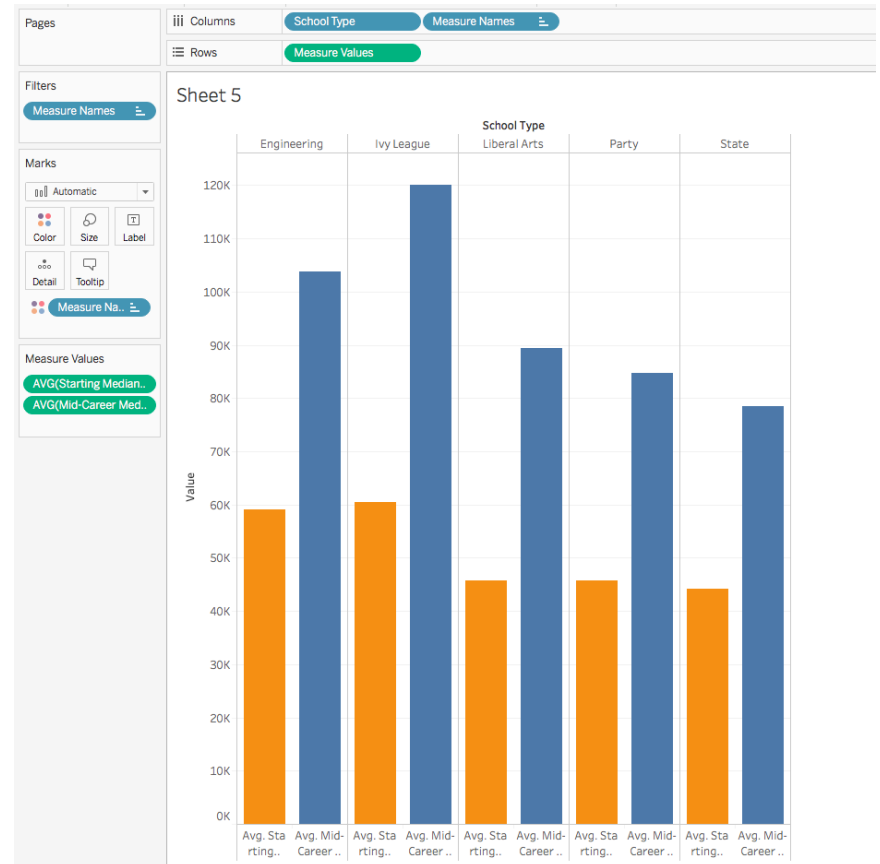 Pages
Columns
School Type
Measure Names
Rows
Measure Values
Filters
Measure Names
Marks
Automatic
Color
Size
Label
Detail
Tooltip
Measure Na..
Measure Values
AVG(Starting Median..
AVG(Mid-Career Med..
Sheet 5
School Type
Engineering
Ivy League
Liberal Arts
Party
State
120K
110K
100K
90K
80K
70K
60K
50K
40K
30K
20K
10K
0K
Value
Avg. Sta
rting..
Avg. Mid-
Career ..
Avg. Sta
rting..
Avg. Mid-
Career ..
Avg. Sta
rting..
Avg. Mid-
Career ..
Avg. Sta
rting..
Avg. Mid-
Career ..
Avg. Sta
rting..
Avg. Mid-
Career ..